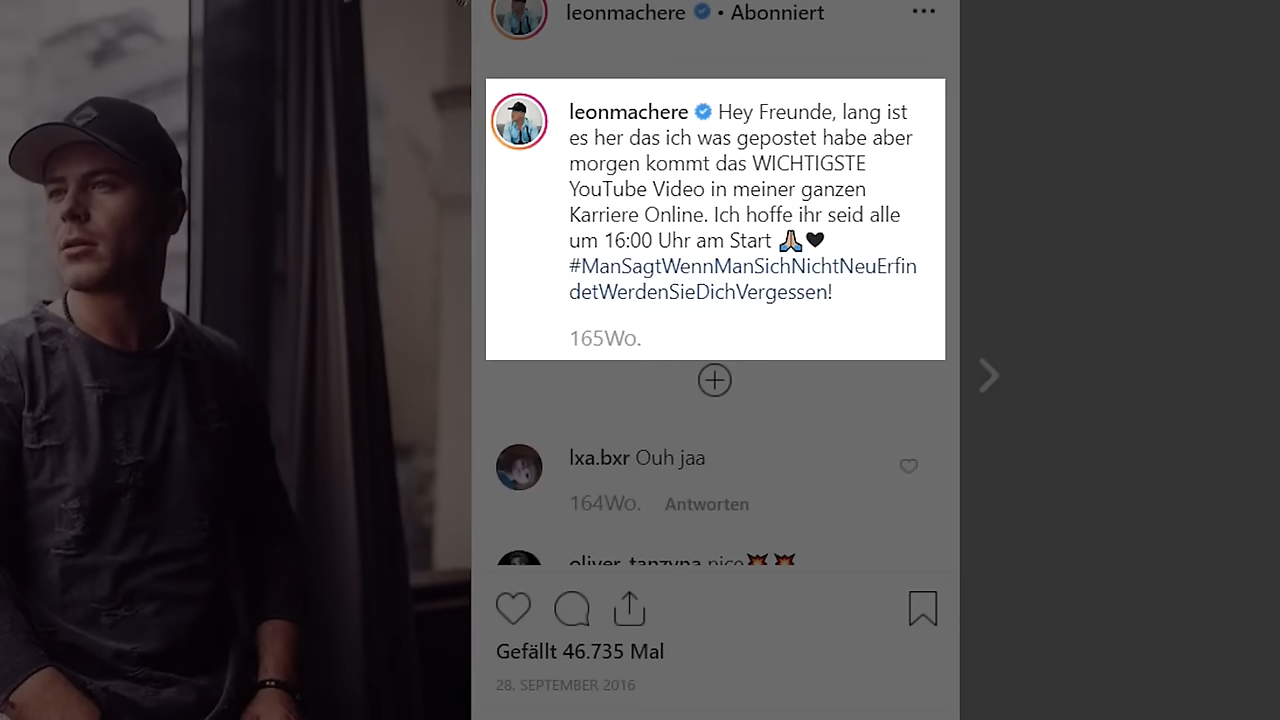 leonmachere • Abonniert
leonmachere Hey Freunde, lang ist
es her das ich was gepostet habe aber
morgen kommt das WICHTIGSTE
YouTube Video in meiner ganzen
Karriere Online. Ich hoffe ihr seid alle
um 16:00 Uhr am Start 🙏🏼🖤
#ManSagtWennManSichNichtNeuErfin
detWerdenSieDichVergessen!
165Wo.
lxa.bxr Ouh jaa
164Wo. Antworten
oliver_tanzyna nice💥💥
Gefällt 46.735 Mal
28. SEPTEMBER 2016